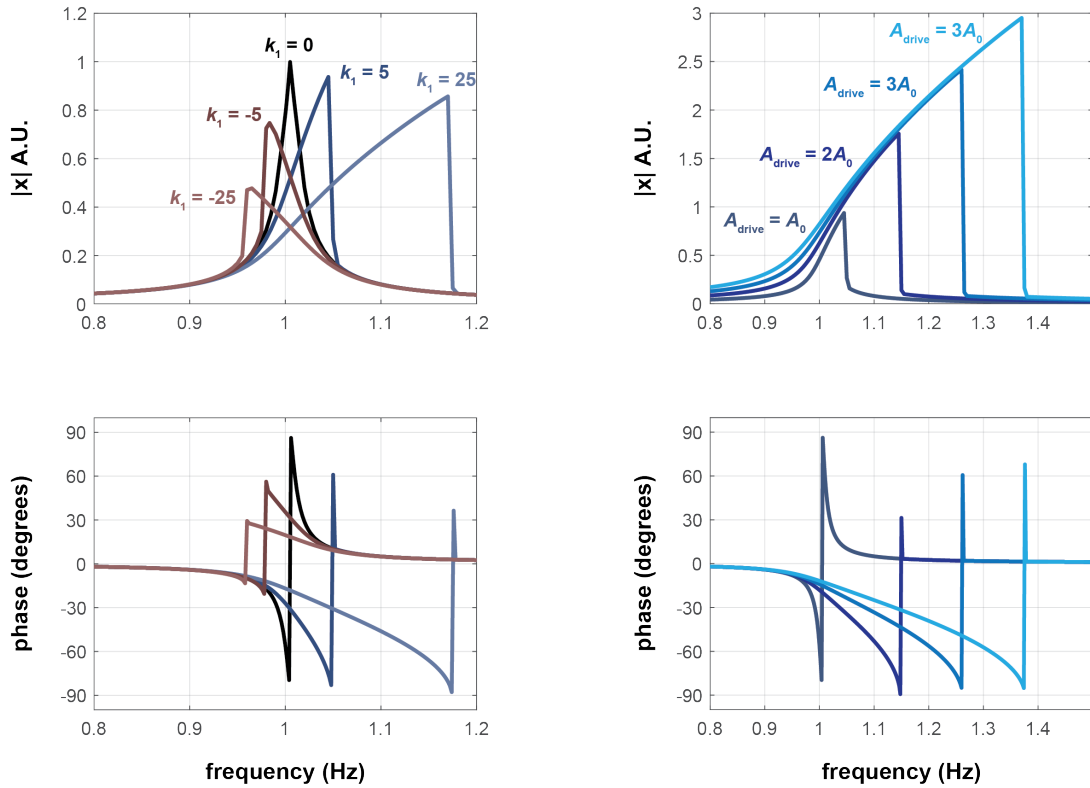 1.2
1
0.8
0.6
0.4
0.2
0
|x| A.U.
k1 = 0
k1 = 5
k1 = 25
k1 = -5
k1 = -25
0.8 0.9 1 1.1 1.2
3
2.5
2
1.5
1
0.5
0
|x| A.U.
Adrive = 3A0
Adrive = 3A0
Adrive = 2A0
Adrive = A0
0.8 0.9 1 1.1 1.2 1.3 1.4
90
60
30
0
-30
-60
-90
phase (degrees)
0.8 0.9 1 1.1 1.2
frequency (Hz)
90
60
30
0
-30
-60
-90
phase (degrees)
0.8 0.9 1 1.1 1.2 1.3 1.4
frequency (Hz)